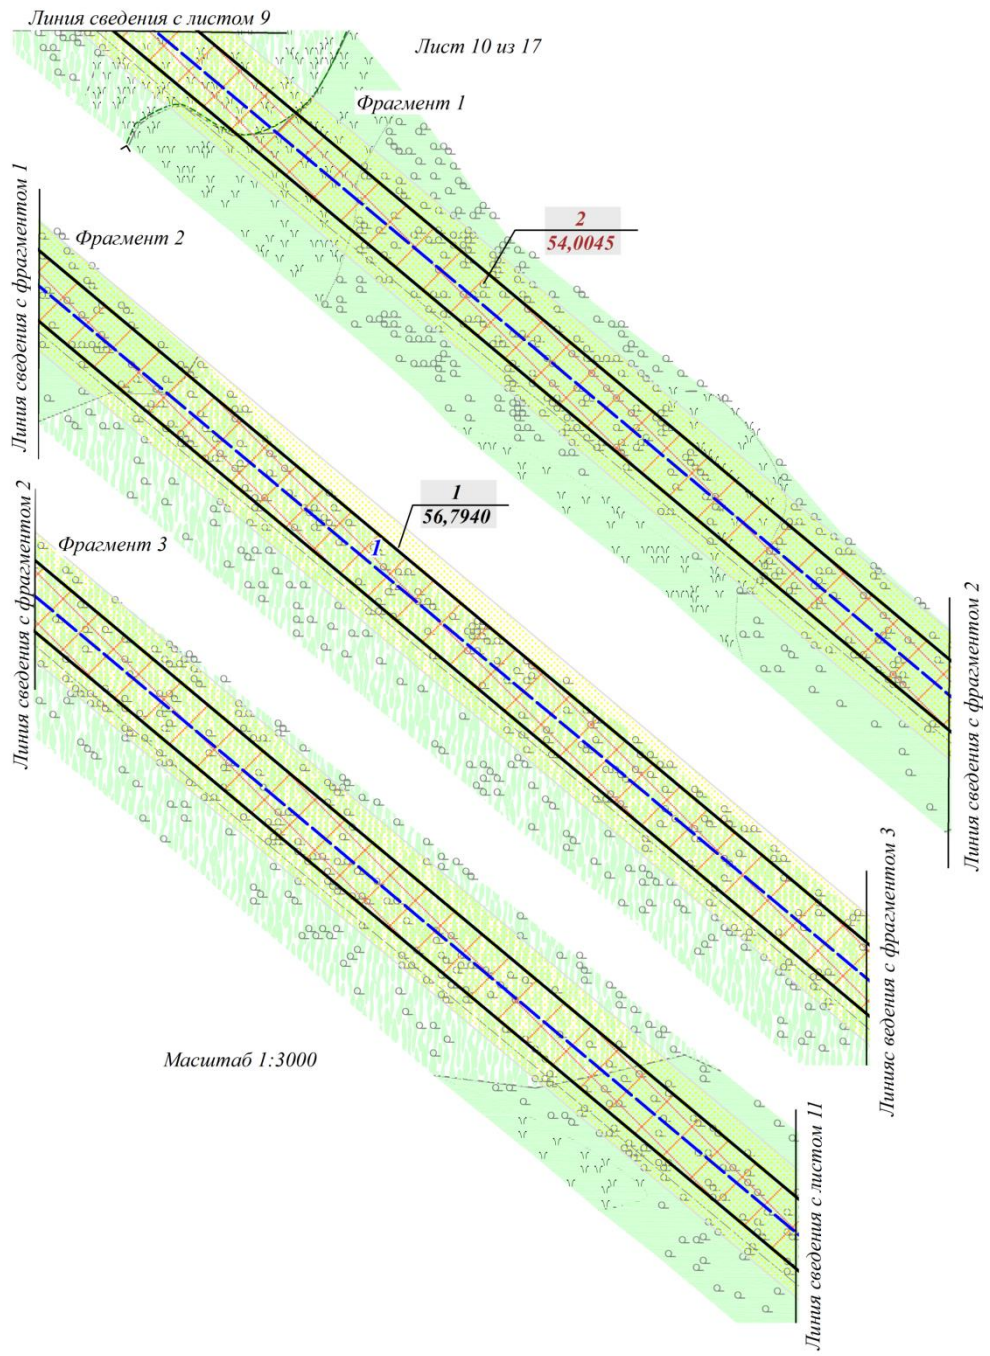 Линия сведения с листом 9
Лист 10 из 17
Фрагмент 1
Линия сведения с фрагментом 1
Фрагмент 2
2
54,0045
Линия сведения с фрагментом 2
Фрагмент 3
1
56,7940
1
Линия сведения с фрагментом 2
Линияс ведения с фрагментом 3
Масштаб 1:3000
Линия сведения с листом 11